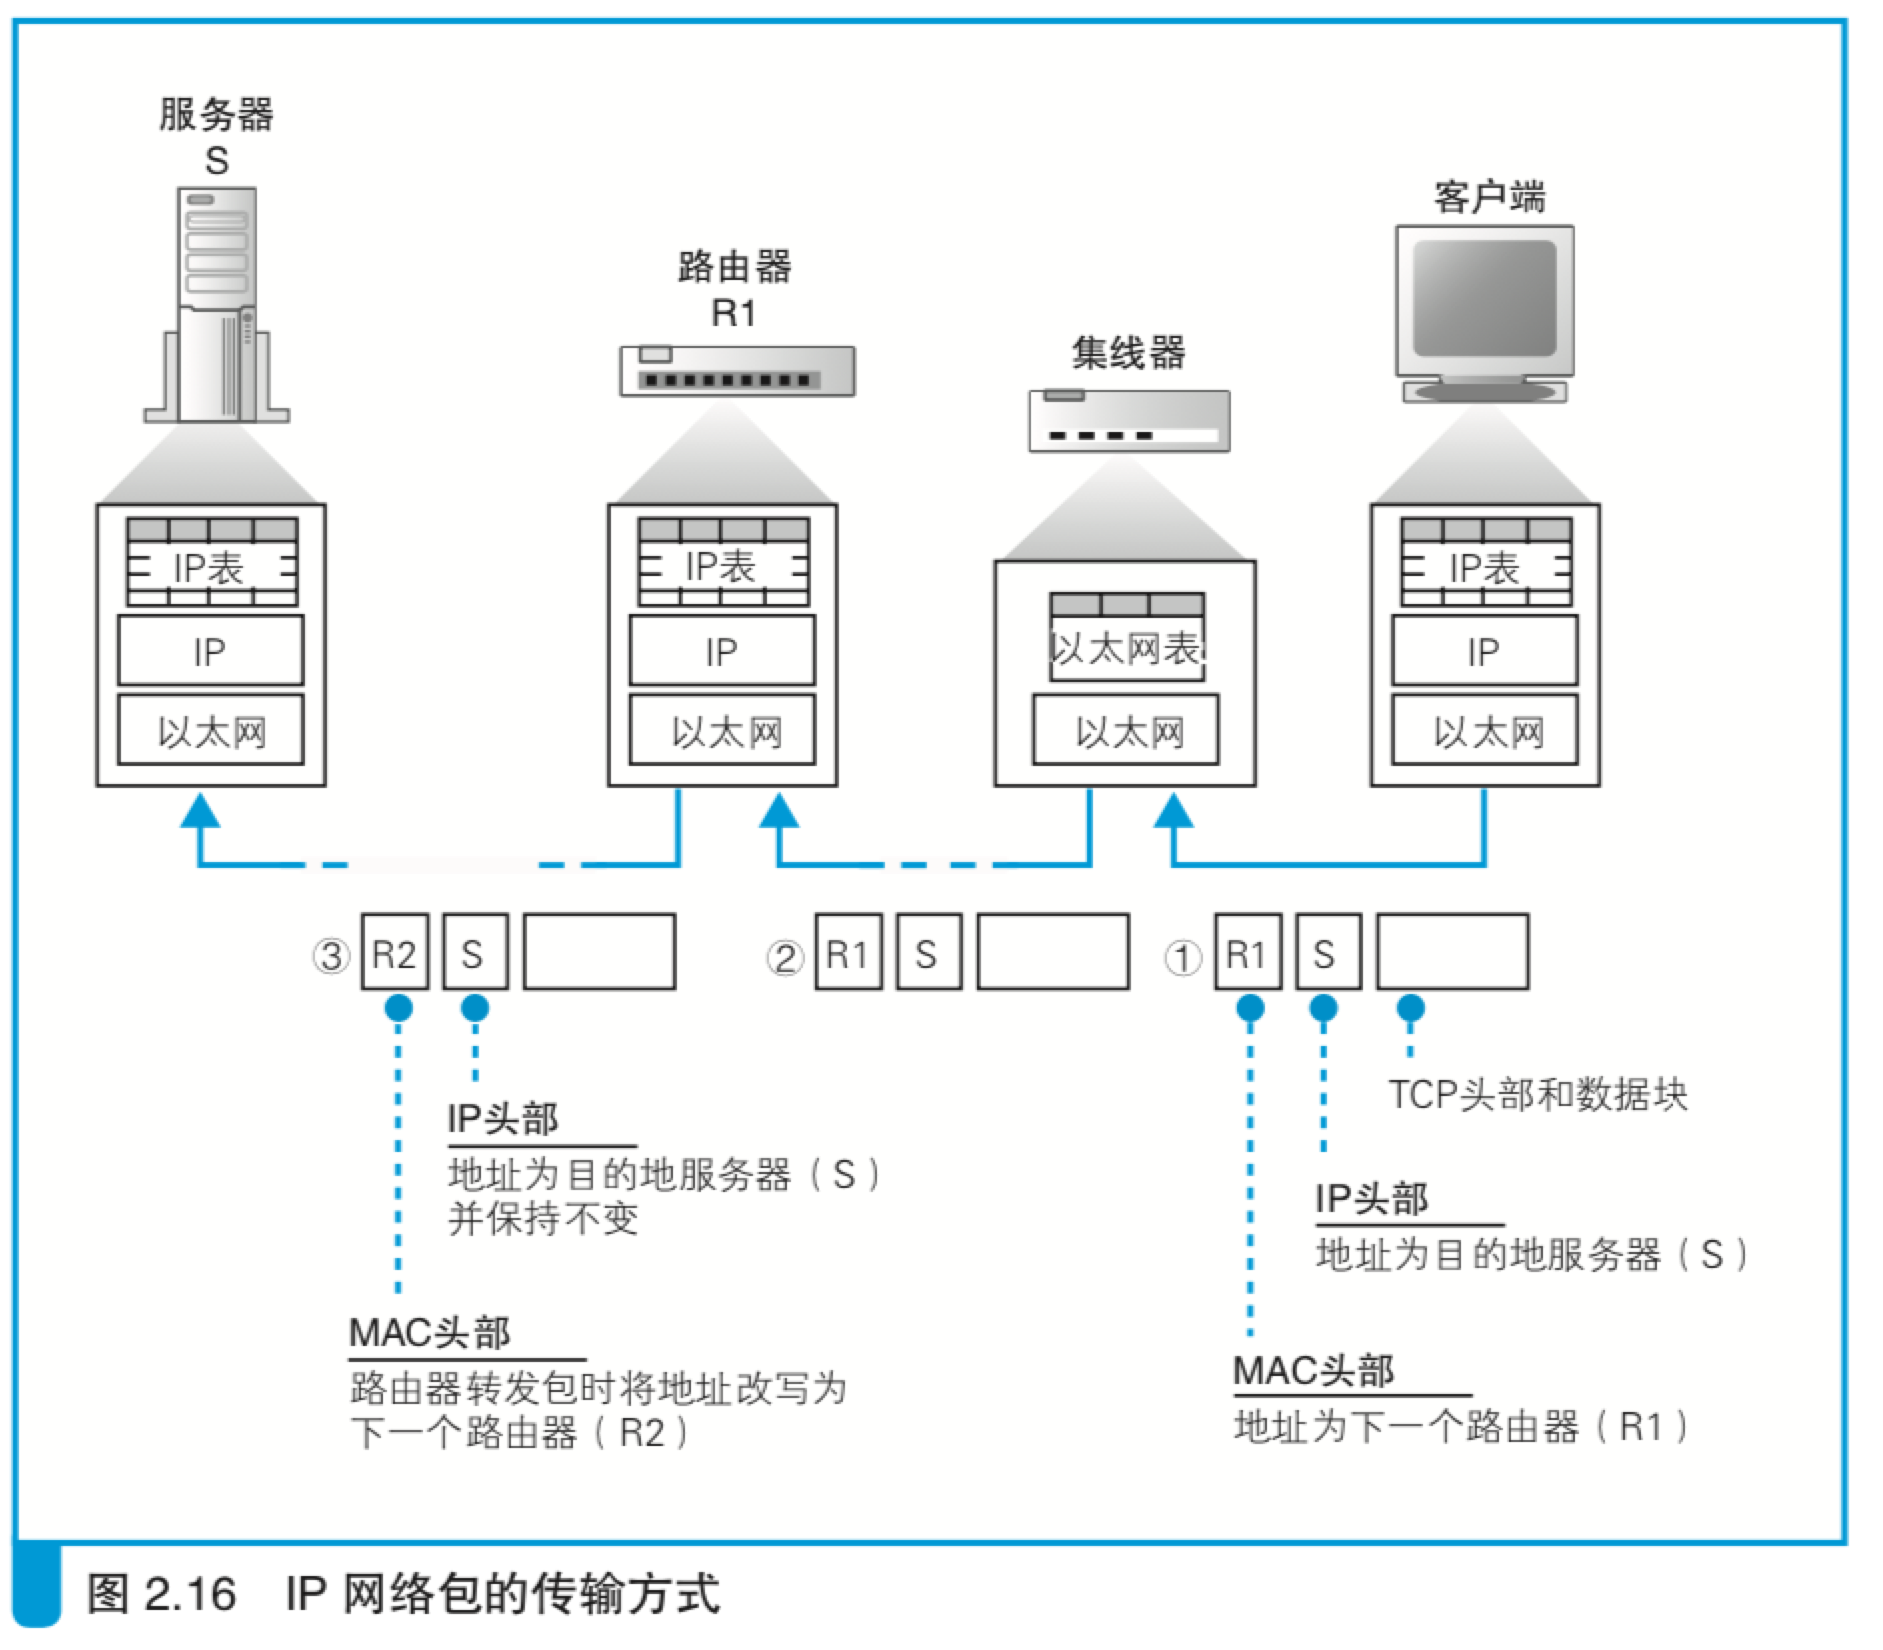 服务器
S
路由器
R1
集线器
客户端
IP表
IP
以太网
IP表
IP
以太网
以太网表
以太网
IP表
IP
以太网
③ R2 S
② R1 S
① R1 S
IP头部
地址为目的地服务器（S）
并保持不变
MAC头部
路由器转发包时将地址改写为
下一个路由器（R2）
TCP头部和数据块
IP头部
地址为目的地服务器（S）
MAC头部
地址为下一个路由器（R1）
图 2.16 IP 网络包的传输方式